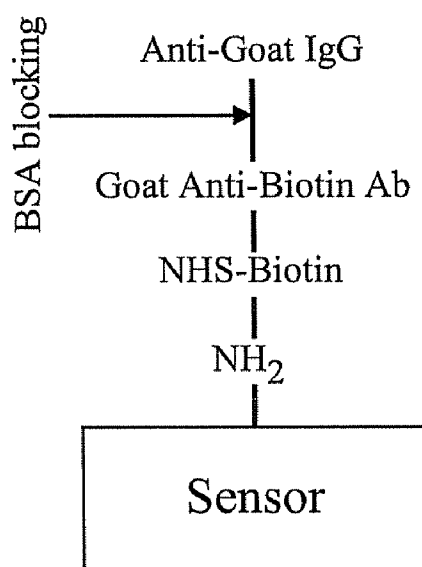 Anti-Goat IgG
BSA blocking
Goat Anti-Biotin Ab
NHS-Biotin
NH2
Sensor